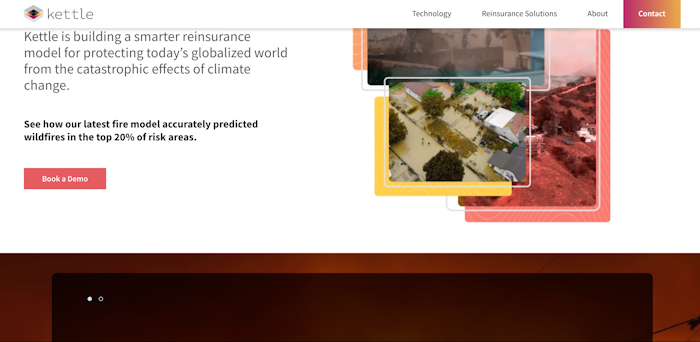 kettle
Technology
Reinsurance Solutions
About
Contact
Kettle is building a smarter reinsurance
model for protecting today's globalized world
from the catastrophic effects of climate
change.
See how our latest fire model accurately predicted
wildfires in the top 20% of risk areas.
Book a Demo